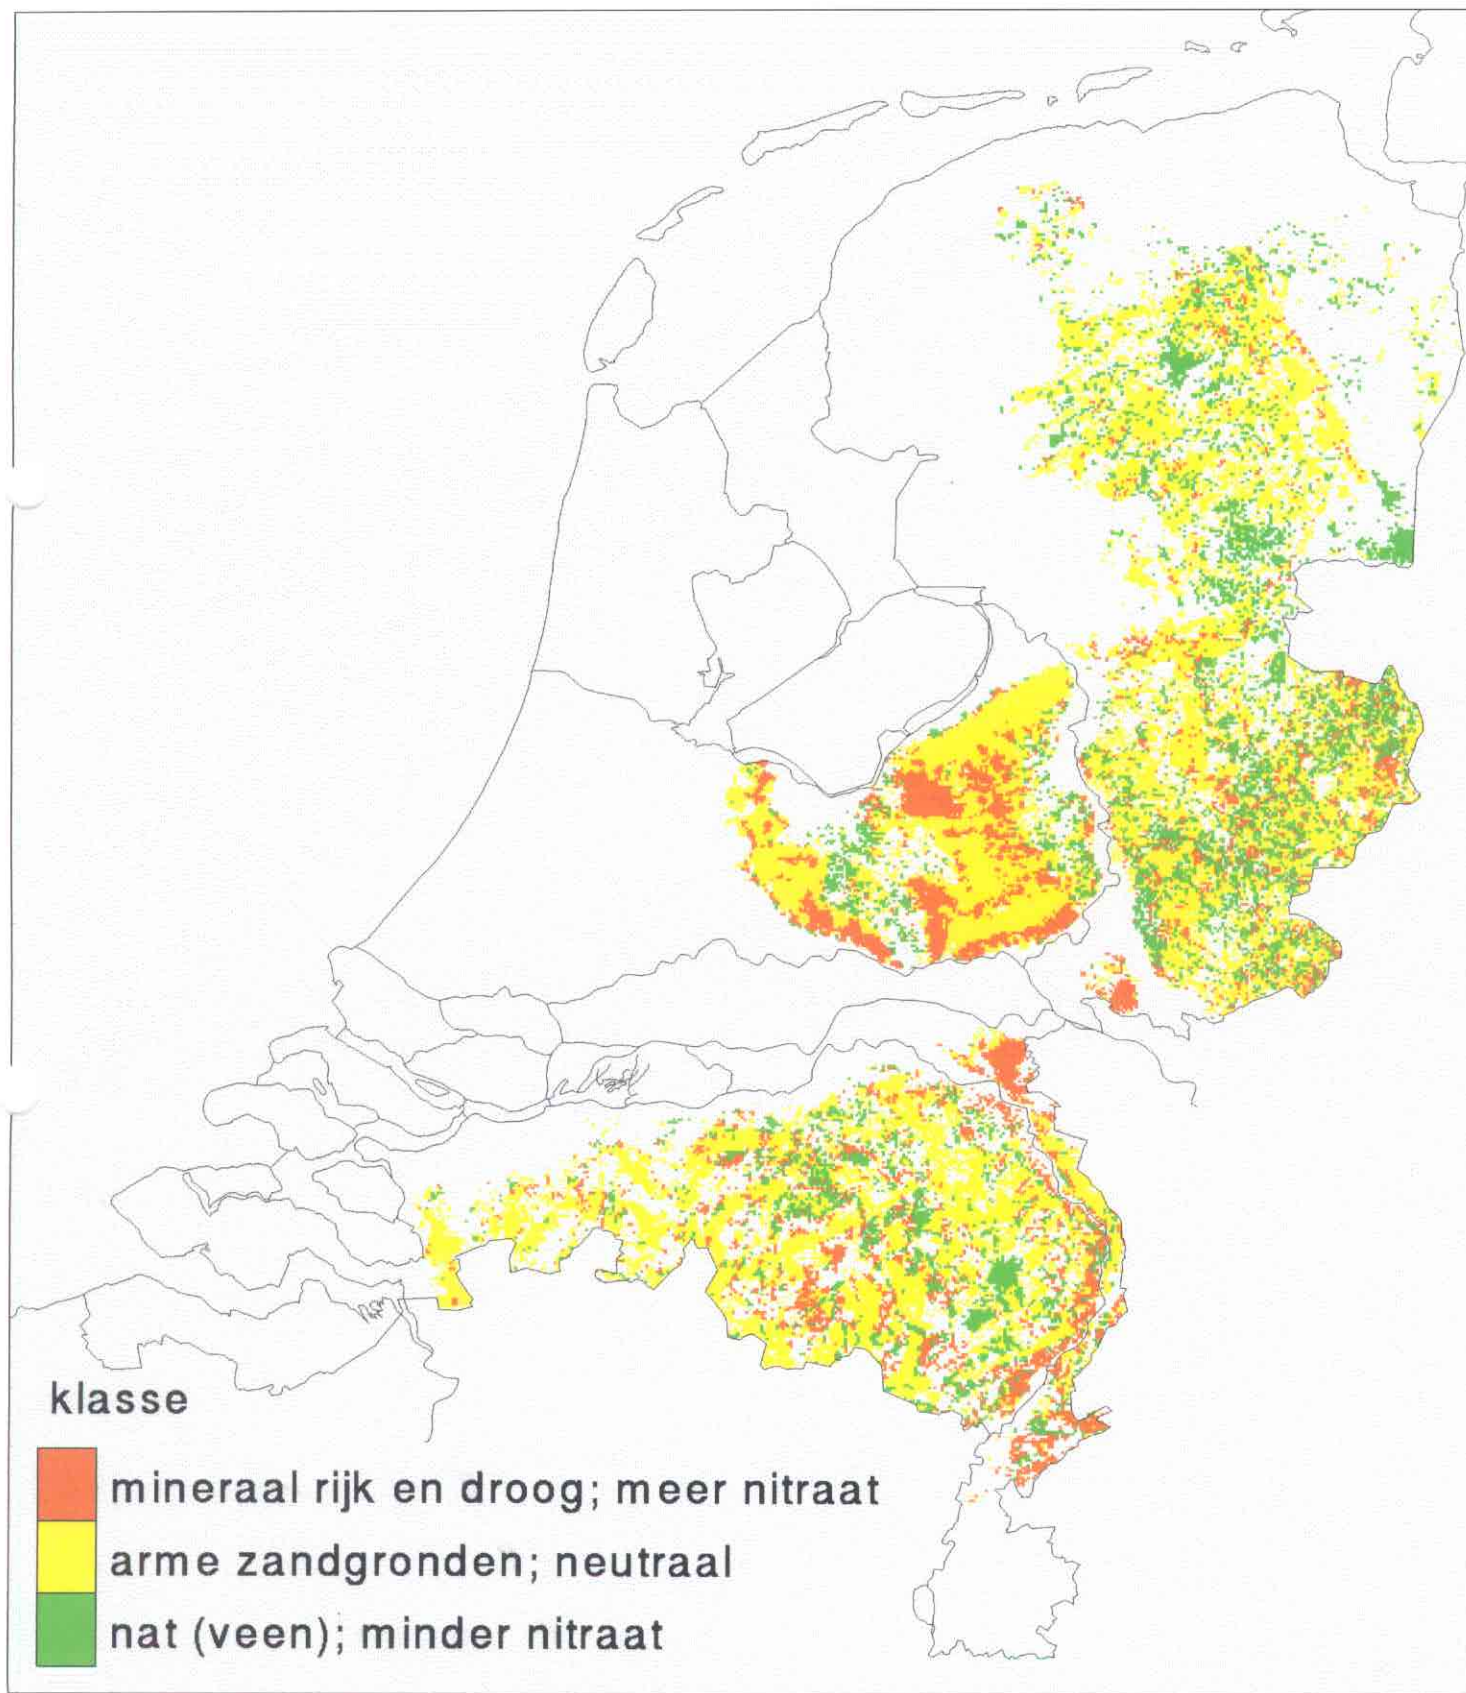 klasse
mineraal rijk en droog; meer nitraat
arme zandgronden; neutraal
nat (veen); minder nitraat